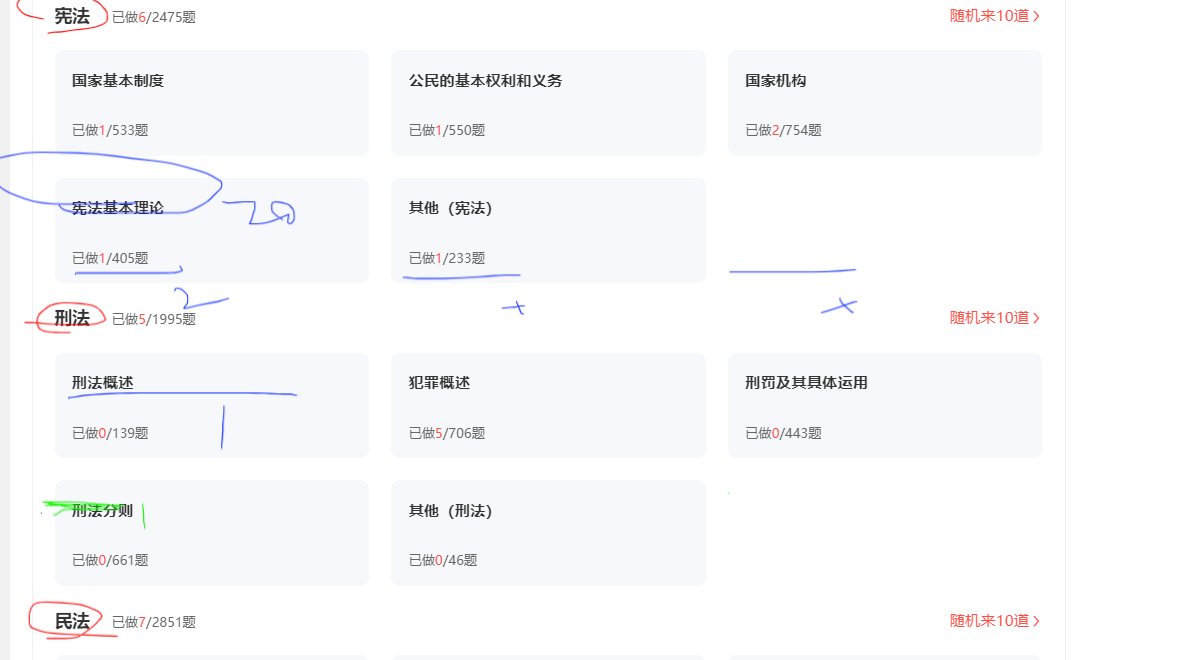 宪法 已做6/2475题 随机来10道
国家基本制度 公民的基本权利和义务 国家机构
已做1/533题 已做1/550题 已做2/754题
宪法基本理论 其他（宪法）
已做1/405题 已做1/233题
2
刑法 已做5/1995题 随机来10道
刑法概述 犯罪概述 刑罚及其具体运用
已做0/139题 已做5/706题 已做0/443题
刑法分则 其他（刑法）
已做0/661题 已做0/46题
民法 已做7/2851题 随机来10道